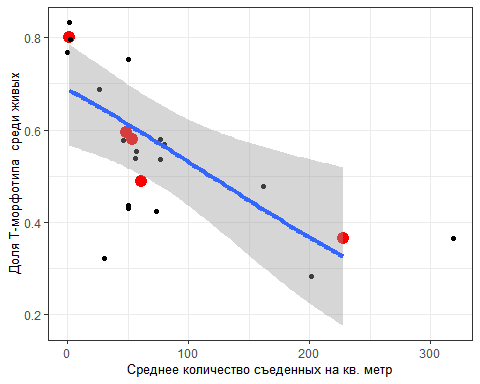 0.8
0.6
0.4
0.2
Доля Т-морфотипа среди живых
0 100 200 300
Среднее количество съеденных на кв. метр